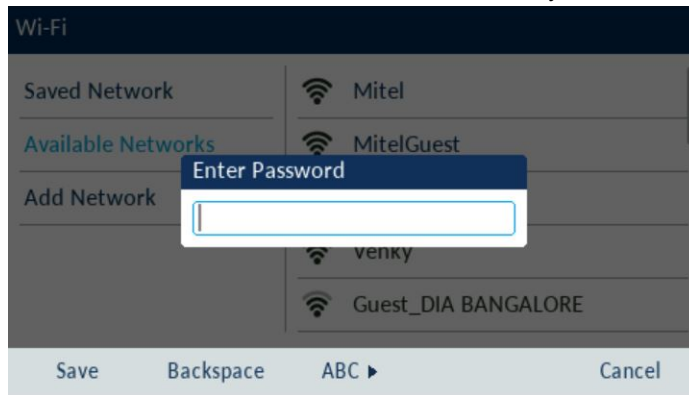 Wi-Fi
Saved Network
Available Networks
Add Network
Mitel
MitelGuest
Venky
Guest_DIA BANGALORE
Enter Password
Save Backspace ABC ▶ Cancel